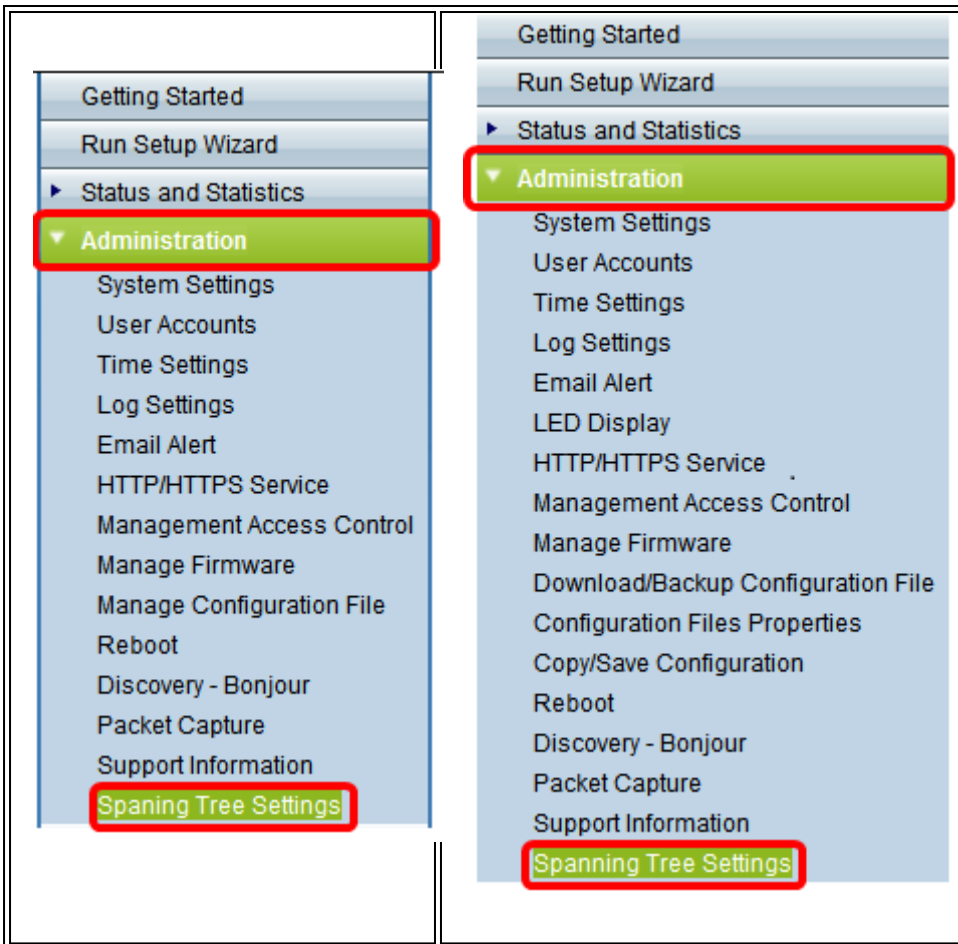 Getting Started
Run Setup Wizard
Status and Statistics
Administration
System Settings
User Accounts
Time Settings
Log Settings
Email Alert
HTTP/HTTPS Service
Management Access Control
Manage Firmware
Manage Configuration File
Reboot
Discovery - Bonjour
Packet Capture
Support Information
Spaning Tree Settings
Getting Started
Run Setup Wizard
Status and Statistics
Administration
System Settings
User Accounts
Time Settings
Log Settings
Email Alert
LED Display
HTTP/HTTPS Service
Management Access Control
Manage Firmware
Download/Backup Configuration File
Configuration Files Properties
Copy/Save Configuration
Reboot
Discovery - Bonjour
Packet Capture
Support Information
Spanning Tree Settings